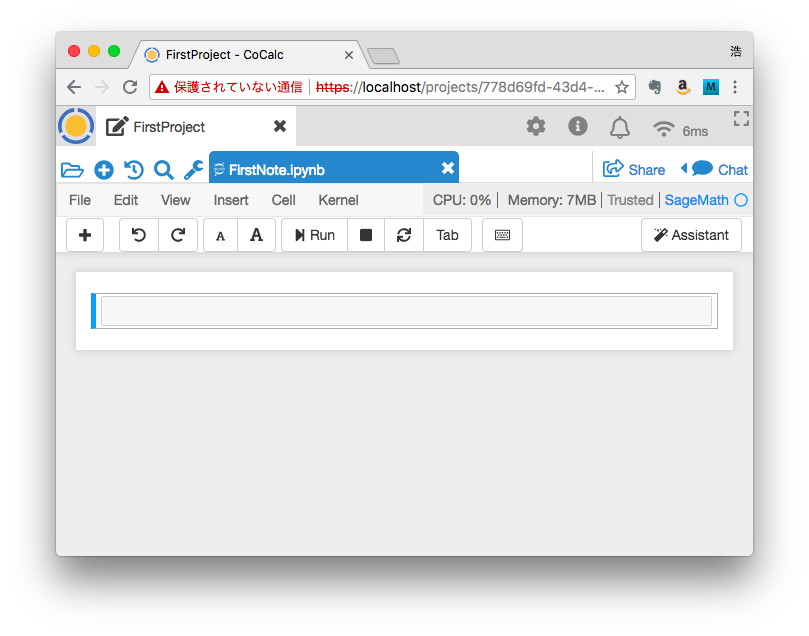 FirstProject - CoCalc
浩
保護されていない通信 https://localhost/projects/778d69fd-43d4-...
a
M
FirstProject
6ms
FirstNote.ipynb
Share
Chat
File Edit View Insert Cell Kernel CPU: 0% Memory: 7MB Trusted SageMath
A A Run Tab Assistant